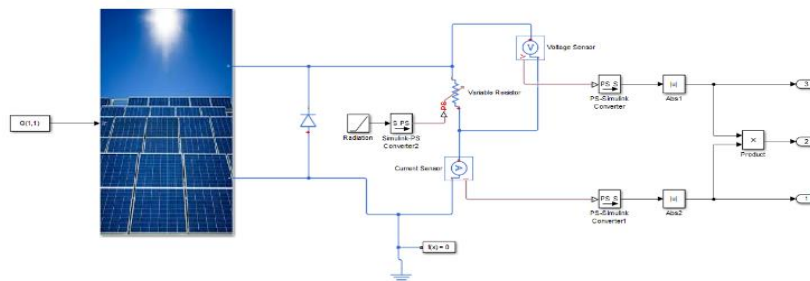 Voltage Sensor
G(1,1)
Variable Resistor
PS
S PS
Radiation
Simulink-PS
Converter2
Current Sensor
PS S
PS-Simulink
Converter
|u|
Abs1
3
×
Product
2
PS S
PS-Simulink
Converter1
|u|
Abs2
1
f(x) = 0
V
A